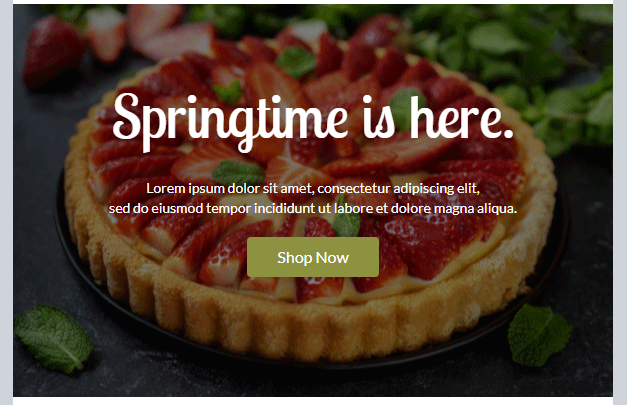 Springtime is here.
Lorem ipsum dolor sit amet, consectetur adipiscing elit,
sed do eiusmod tempor incididunt ut labore et dolore magna aliqua.
Shop Now